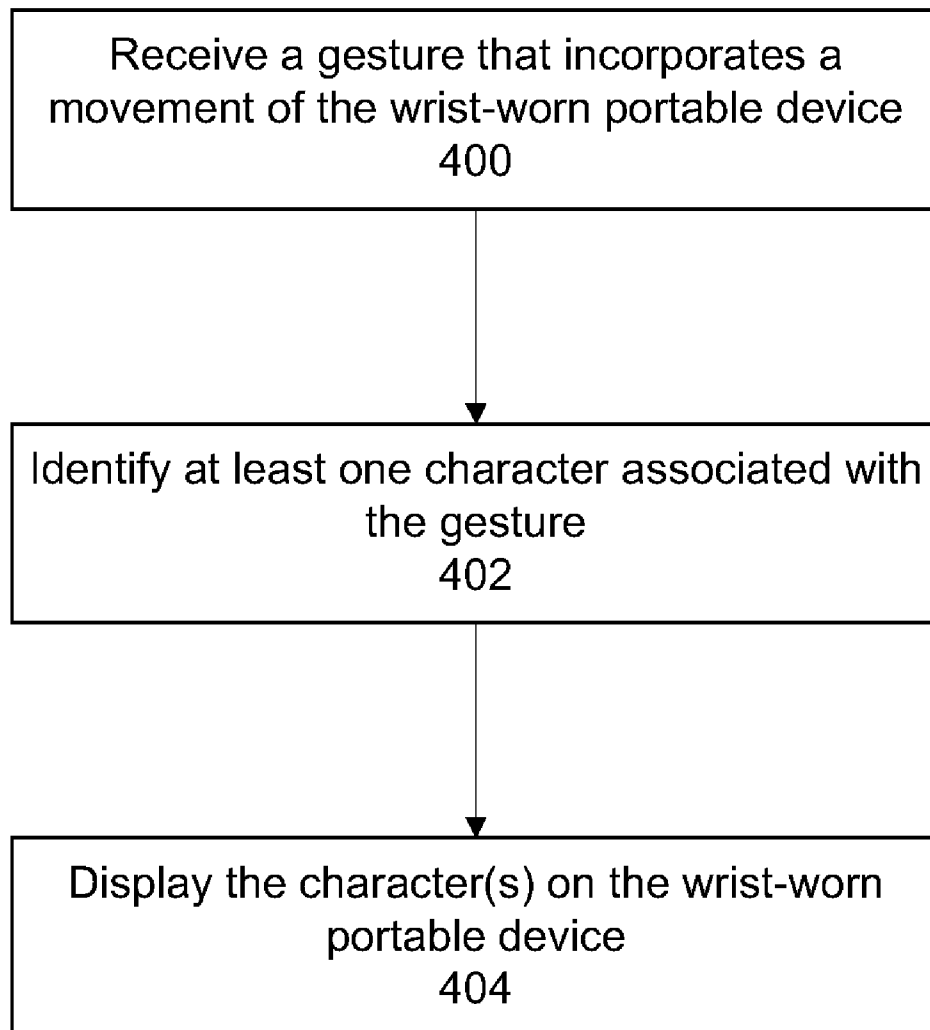 Receive a gesture that incorporates a
movement of the wrist-worn portable device
400
Identify at least one character associated with
the gesture
402
Display the character(s) on the wrist-worn
portable device
404